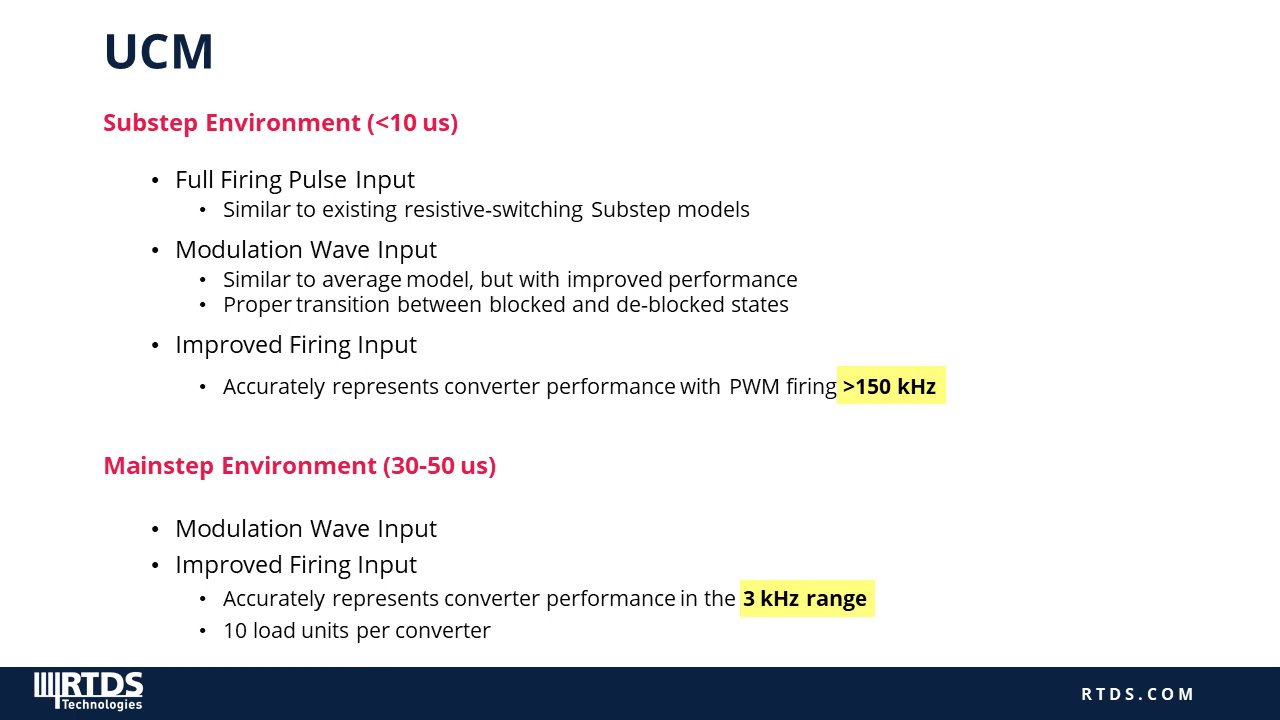 UCM
Substep Environment (<10 us)
• Full Firing Pulse Input
• Similar to existing resistive-switching Substep models
• Modulation Wave Input
• Similar to average model, but with improved performance
• Proper transition between blocked and de-blocked states
• Improved Firing Input
• Accurately represents converter performance with PWM firing >150 kHz
Mainstep Environment (30-50 us)
• Modulation Wave Input
• Improved Firing Input
• Accurately represents converter performance in the 3 kHz range
• 10 load units per converter
RTDS
Technologies
RTDS.COM